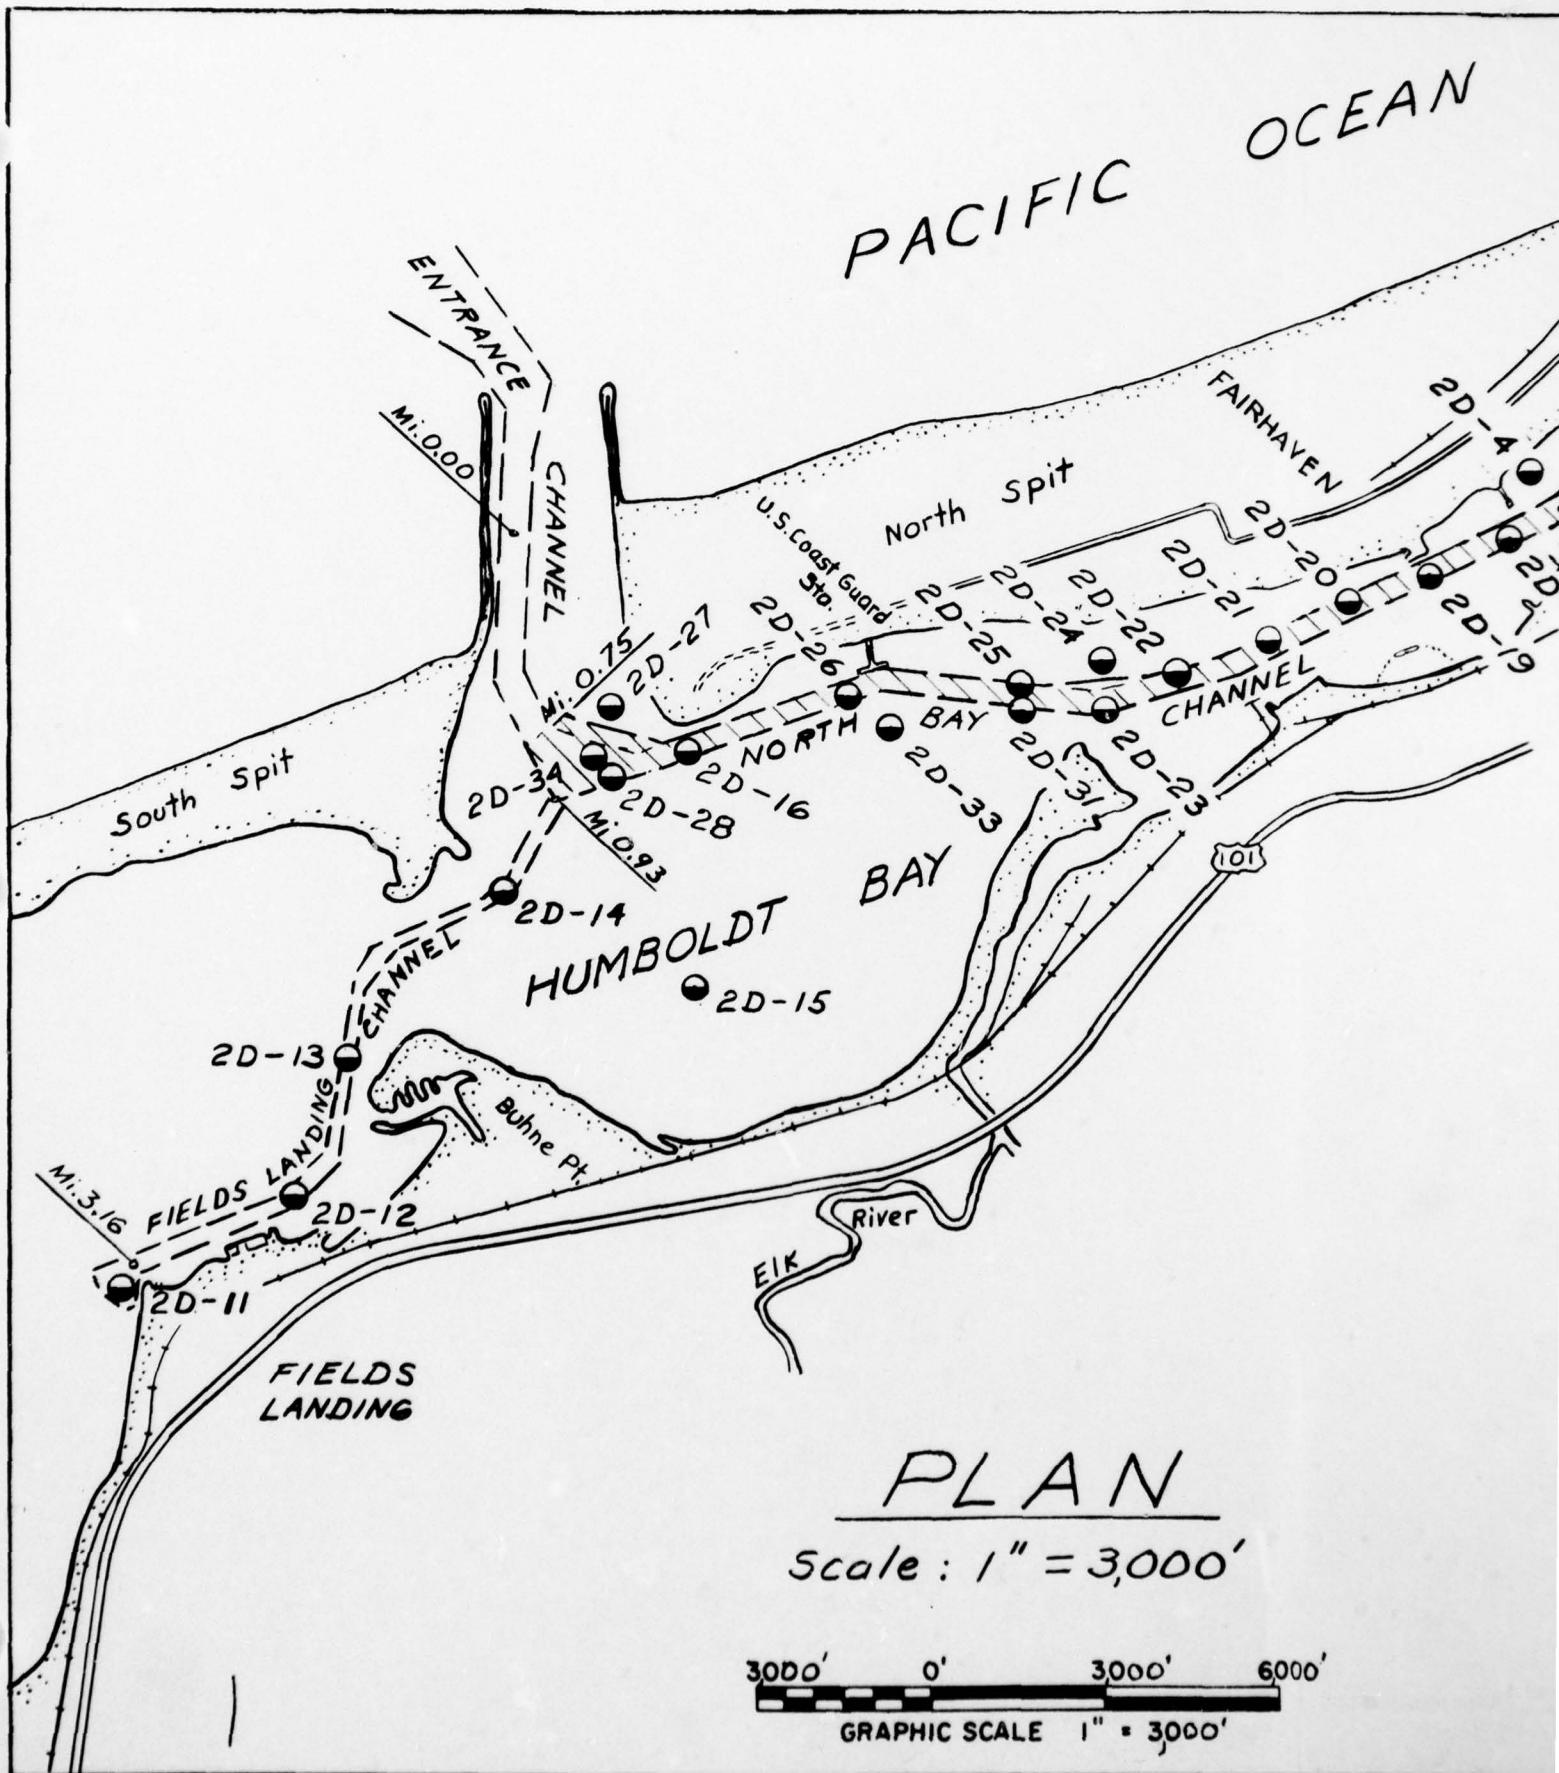 PACIFIC OCEAN
ENTRANCE
CHANNEL
Mi. 0.00
FAIRHAVEN
2D-4
North Spit
U.S. Coast Guard
Sta.
2D-20
2D-21
2D-22
2D-24
2D-25
2D-26
2D-27
Mi. 0.75
2D
2D-19
NORTH BAY CHANNEL
South Spit
2D-34
2D-28
2D-16
2D-33
2D-31
2D-23
Mi. 0.93
101
2D-14
HUMBOLDT BAY
2D-15
2D-13
FIELDS LANDING CHANNEL
Buhne Pt.
Mi. 3.16
2D-12
2D-11
Elk River
FIELDS
LANDING
PLAN
Scale: 1" = 3,000'
3000' 0' 3,000' 6000'
GRAPHIC SCALE 1" = 3,000'